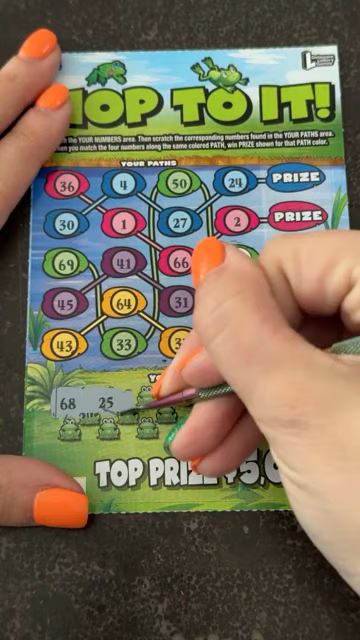 HOP TO IT!
the YOUR NUMBERS area. Then scratch the corresponding numbers found in the YOUR PATHS area.
you match the four numbers along the same colored PATH, win PRIZE shown for that PATH color.
YOUR PATHS
36 4 50 24 PRIZE
30 1 27 2 PRIZE
69 41 66
45 64 31
43 33
68 25
TOP PRIZE $5,0